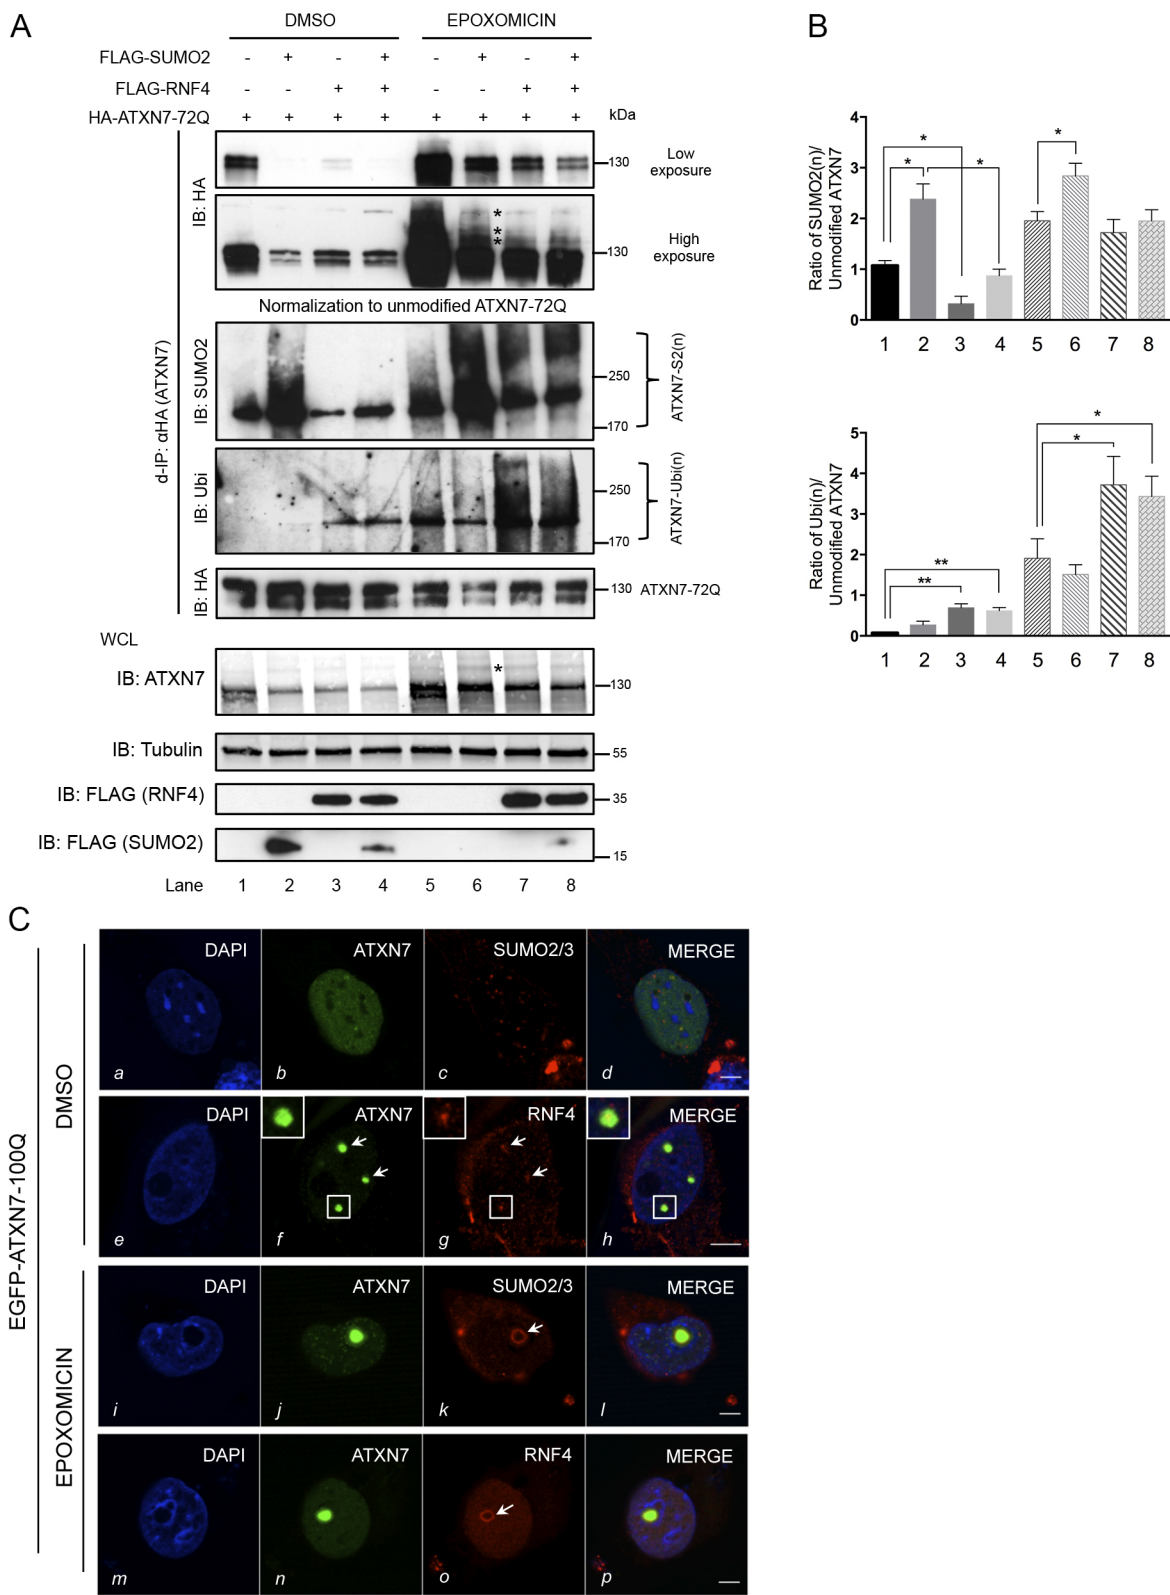 A
DMSO EPOXOMICIN
FLAG-SUMO2 - + - + - + - +
FLAG-RNF4 - - + + - - + +
HA-ATXN7-72Q + + + + + + + + kDa
d-IP: αHA (ATXN7)
IB: HA
130 Low exposure
* * *
130 High exposure
Normalization to unmodified ATXN7-72Q
IB: SUMO2
250
170
ATXN7-S2(n)
IB: Ubi
250
170
ATXN7-Ubi(n)
IB: HA
130 ATXN7-72Q
WCL
IB: ATXN7 * 130
IB: Tubulin 55
IB: FLAG (RNF4) 35
IB: FLAG (SUMO2) 15
Lane 1 2 3 4 5 6 7 8
B
Ratio of SUMO2(n)/
Unmodified ATXN7
4
3
2
1
0
* * * *
1 2 3 4 5 6 7 8
Ratio of Ubi(n)/
Unmodified ATXN7
5
4
3
2
1
0
** ** * *
1 2 3 4 5 6 7 8
C
EGFP-ATXN7-100Q
DMSO
DAPI ATXN7 SUMO2/3 MERGE
a b c d
DAPI ATXN7 RNF4 MERGE
e f g h
EPOXOMICIN
DAPI ATXN7 SUMO2/3 MERGE
i j k l
DAPI ATXN7 RNF4 MERGE
m n o p